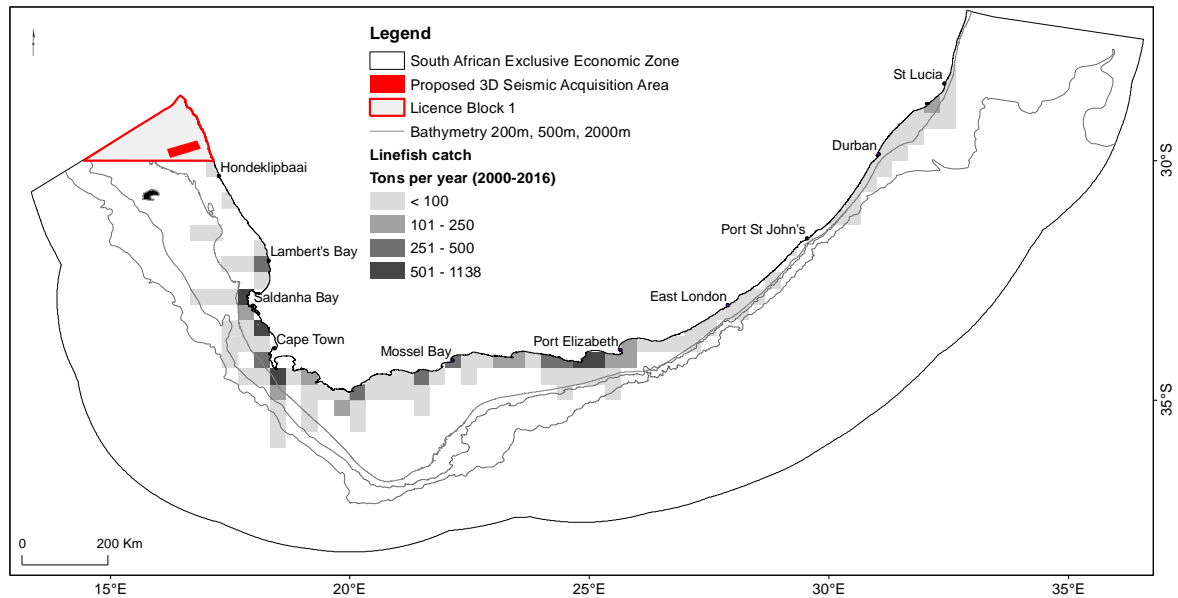 Legend
South African Exclusive Economic Zone
Proposed 3D Seismic Acquisition Area
Licence Block 1
Bathymetry 200m, 500m, 2000m
Linefish catch
Tons per year (2000-2016)
< 100
101 - 250
251 - 500
501 - 1138
St Lucia
Durban
Hondeklipbaai
Port St John's
Lambert's Bay
Saldanha Bay
East London
Cape Town
Mossel Bay
Port Elizabeth
30°S
35°S
0 200 Km
15°E 20°E 25°E 30°E 35°E